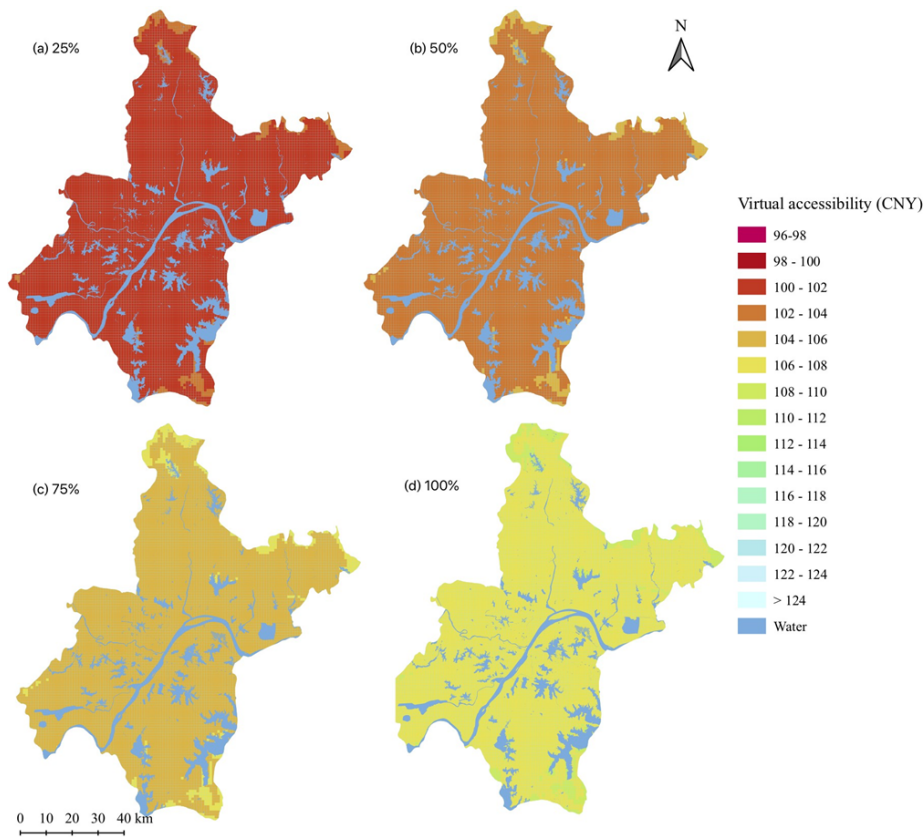 (a) 25%
(b) 50%
N
Virtual accessibility (CNY)
96-98
98 - 100
100 - 102
102 - 104
104 - 106
106 - 108
108 - 110
110 - 112
112 - 114
114 - 116
116 - 118
118 - 120
120 - 122
122 - 124
> 124
Water
(c) 75%
(d) 100%
0 10 20 30 40 km